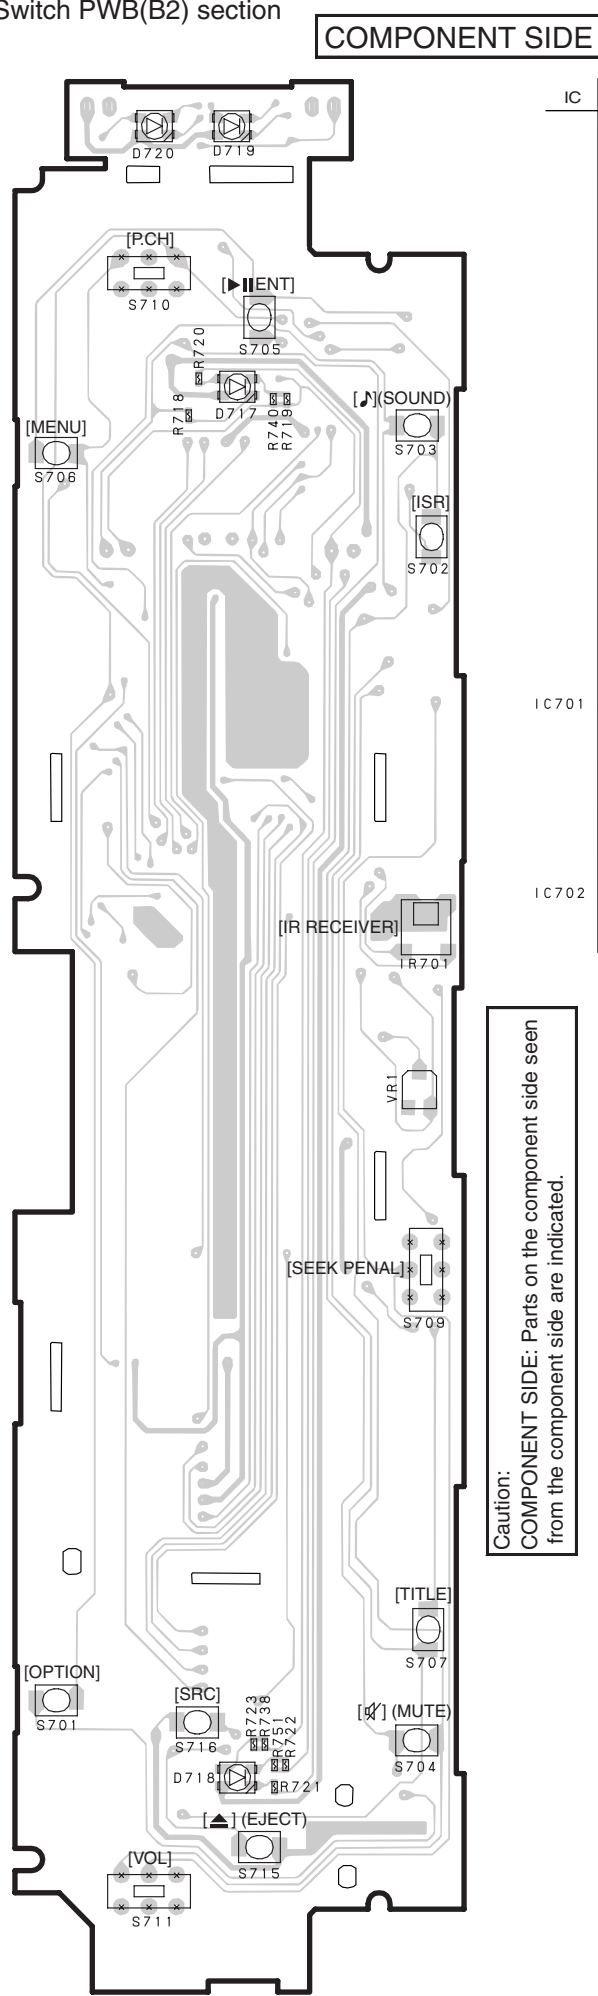 Switch PWB(B2) section
COMPONENT SIDE
IC
D720
D719
[P.CH]
S710
[▶IIENT]
S705
R720
D717
R718
R740
R719
[♪](SOUND)
S703
[MENU]
S706
[ISR]
S702
IC701
IC702
[IR RECEIVER]
IR701
VR1
Caution:
COMPONENT SIDE: Parts on the component side seen
from the component side are indicated.
[SEEK PENAL]
S709
[TITLE]
S707
[OPTION]
S701
[SRC]
S716
R723
R738
R751
R722
[🔇] (MUTE)
S704
D718
R721
[⏏] (EJECT)
S715
[VOL]
S711